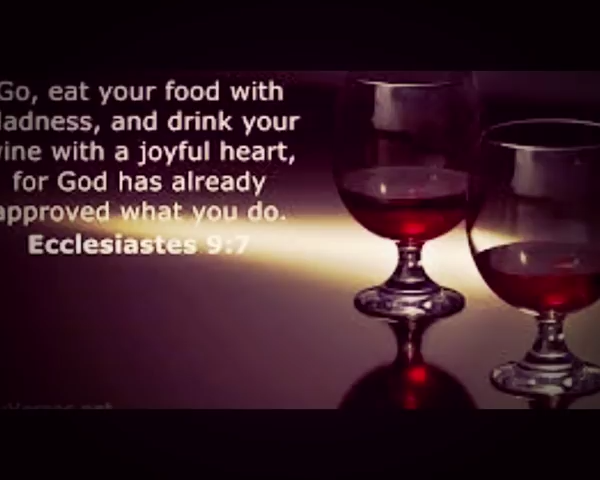 Go, eat your food with
ladness, and drink your
ine with a joyful heart,
for God has already
approved what you do.
Ecclesiastes 9:7